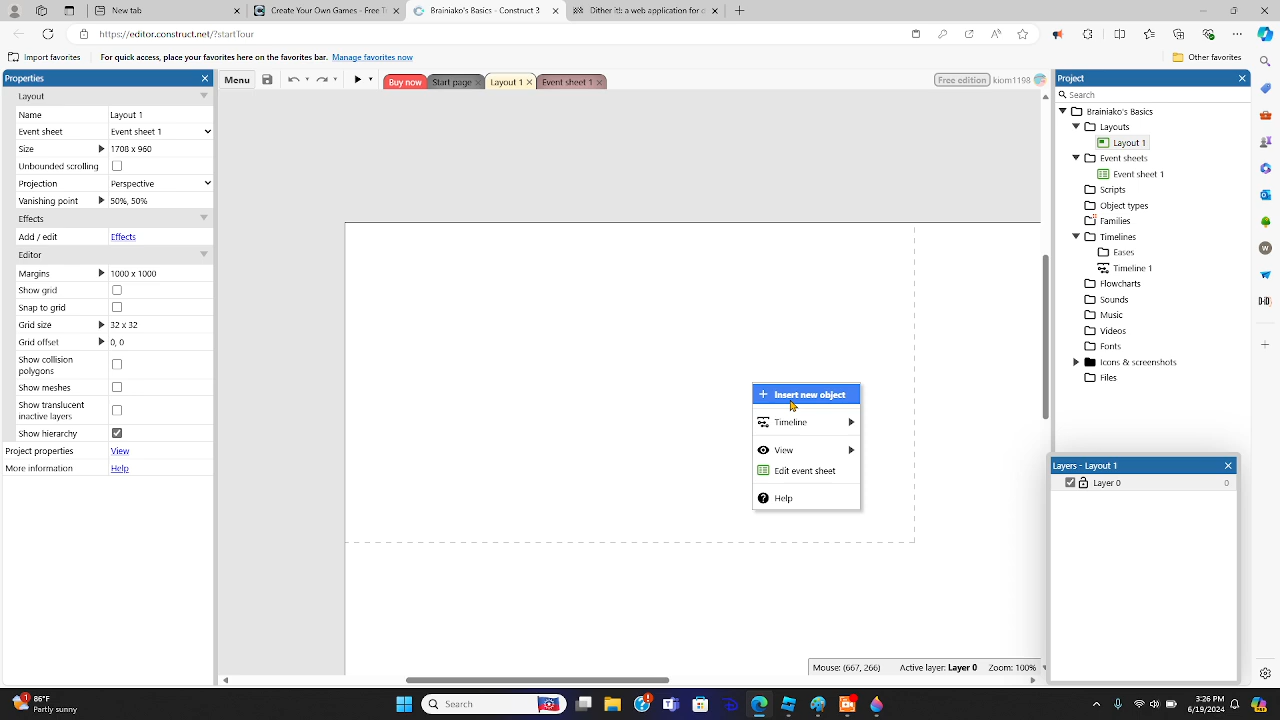 New tab
Create Your Own Games - Free Tr
Brainiako's Basics - Construct 3
Dither it!: a web application for d
https://editor.construct.net/?startTour
Import favorites
For quick access, place your favorites here on the favorites bar. Manage favorites now
Other favorites
Properties
Menu
Buy now
Start page
Layout 1
Event sheet 1
Free edition
kiom1198
Project
Layout
Name
Layout 1
Event sheet
Event sheet 1
Size
1708 x 960
Unbounded scrolling
Projection
Perspective
Vanishing point
50%, 50%
Effects
Add / edit
Effects
Editor
Margins
1000 x 1000
Show grid
Snap to grid
Grid size
32 x 32
Grid offset
0, 0
Show collision
polygons
Show meshes
Show translucent
inactive layers
Show hierarchy
Project properties
View
More information
Help
Insert new object
Timeline
View
Edit event sheet
Help
Mouse: (667, 266)
Active layer: Layer 0
Zoom: 100%
Search
Brainiako's Basics
Layouts
Layout 1
Event sheets
Event sheet 1
Scripts
Object types
Families
Timelines
Eases
Timeline 1
Flowcharts
Sounds
Music
Videos
Fonts
Icons & screenshots
Files
Layers - Layout 1
Layer 0
0
1
86°F
Partly sunny
Search
3:26 PM
6/19/2024